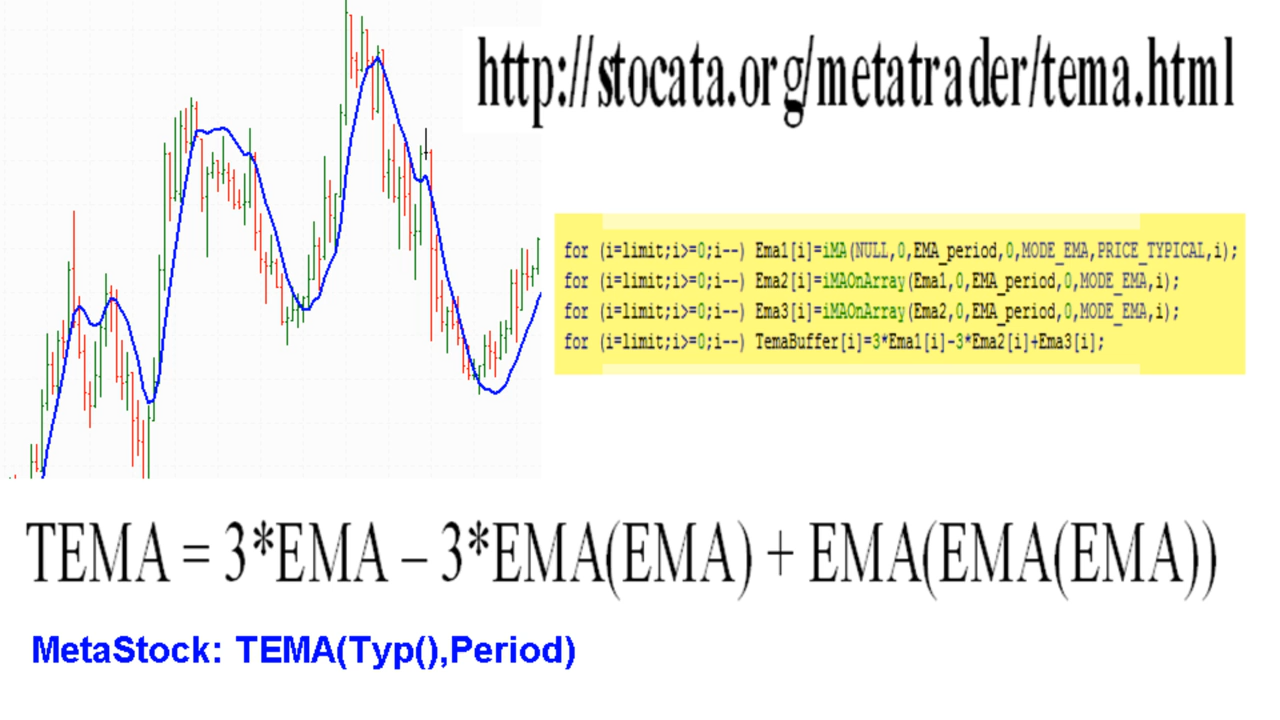 http://stocata.org/metatrader/tema.html
for (i=limit;i>=0;i--) Ema1[i]=iMA(NULL,0,EMA_period,0,MODE_EMA,PRICE_TYPICAL,i);
for (i=limit;i>=0;i--) Ema2[i]=iMAOnArray(Ema1,0,EMA_period,0,MODE_EMA,i);
for (i=limit;i>=0;i--) Ema3[i]=iMAOnArray(Ema2,0,EMA_period,0,MODE_EMA,i);
for (i=limit;i>=0;i--) TemaBuffer[i]=3*Ema1[i]-3*Ema2[i]+Ema3[i];
TEMA = 3*EMA – 3*EMA(EMA) + EMA(EMA(EMA))
MetaStock: TEMA(Typ(),Period)